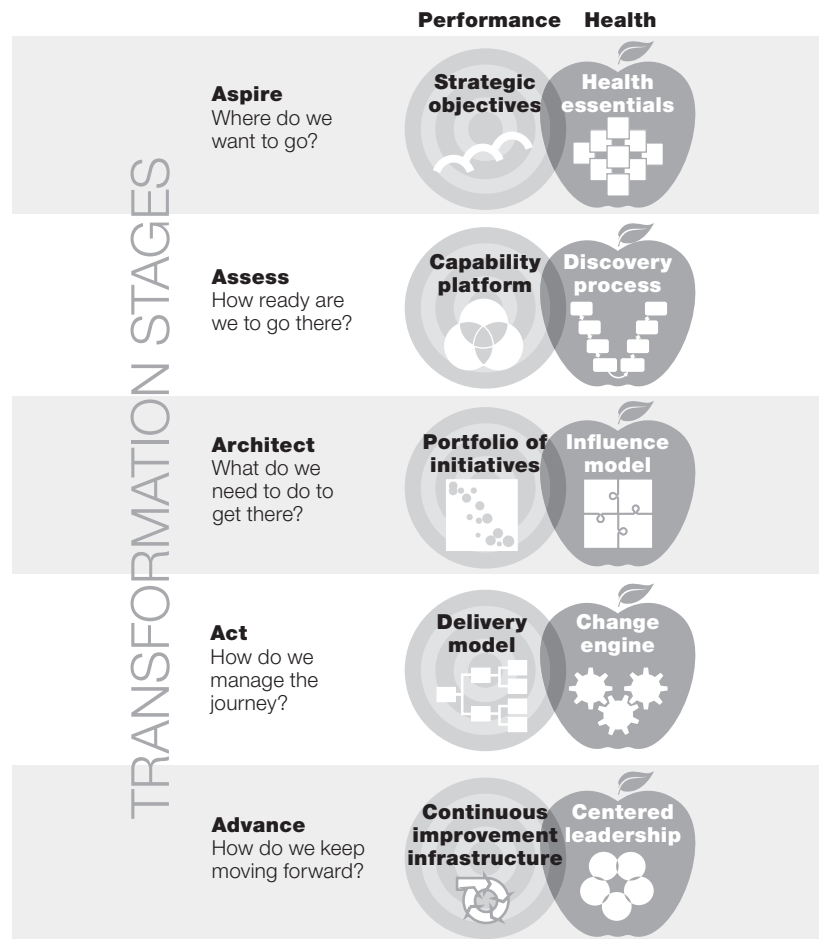 Performance Health
TRANSFORMATION STAGES
Aspire
Where do we
want to go?
Strategic
objectives
Health
essentials
Assess
How ready are
we to go there?
Capability
platform
Discovery
process
Architect
What do we
need to do to
get there?
Portfolio of
initiatives
Influence
model
Act
How do we
manage the
journey?
Delivery
model
Change
engine
Advance
How do we keep
moving forward?
Continuous
improvement
infrastructure
Centered
leadership